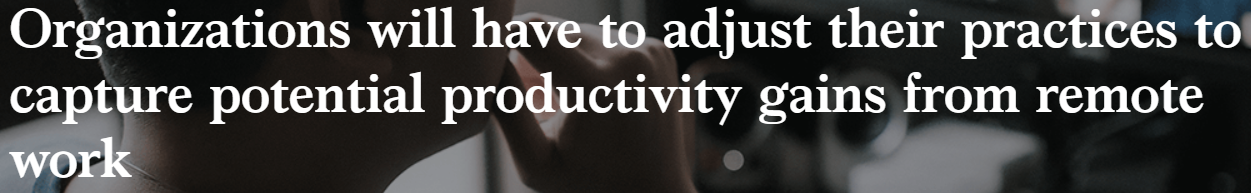 Organizations will have to adjust their practices to
capture potential productivity gains from remote
work